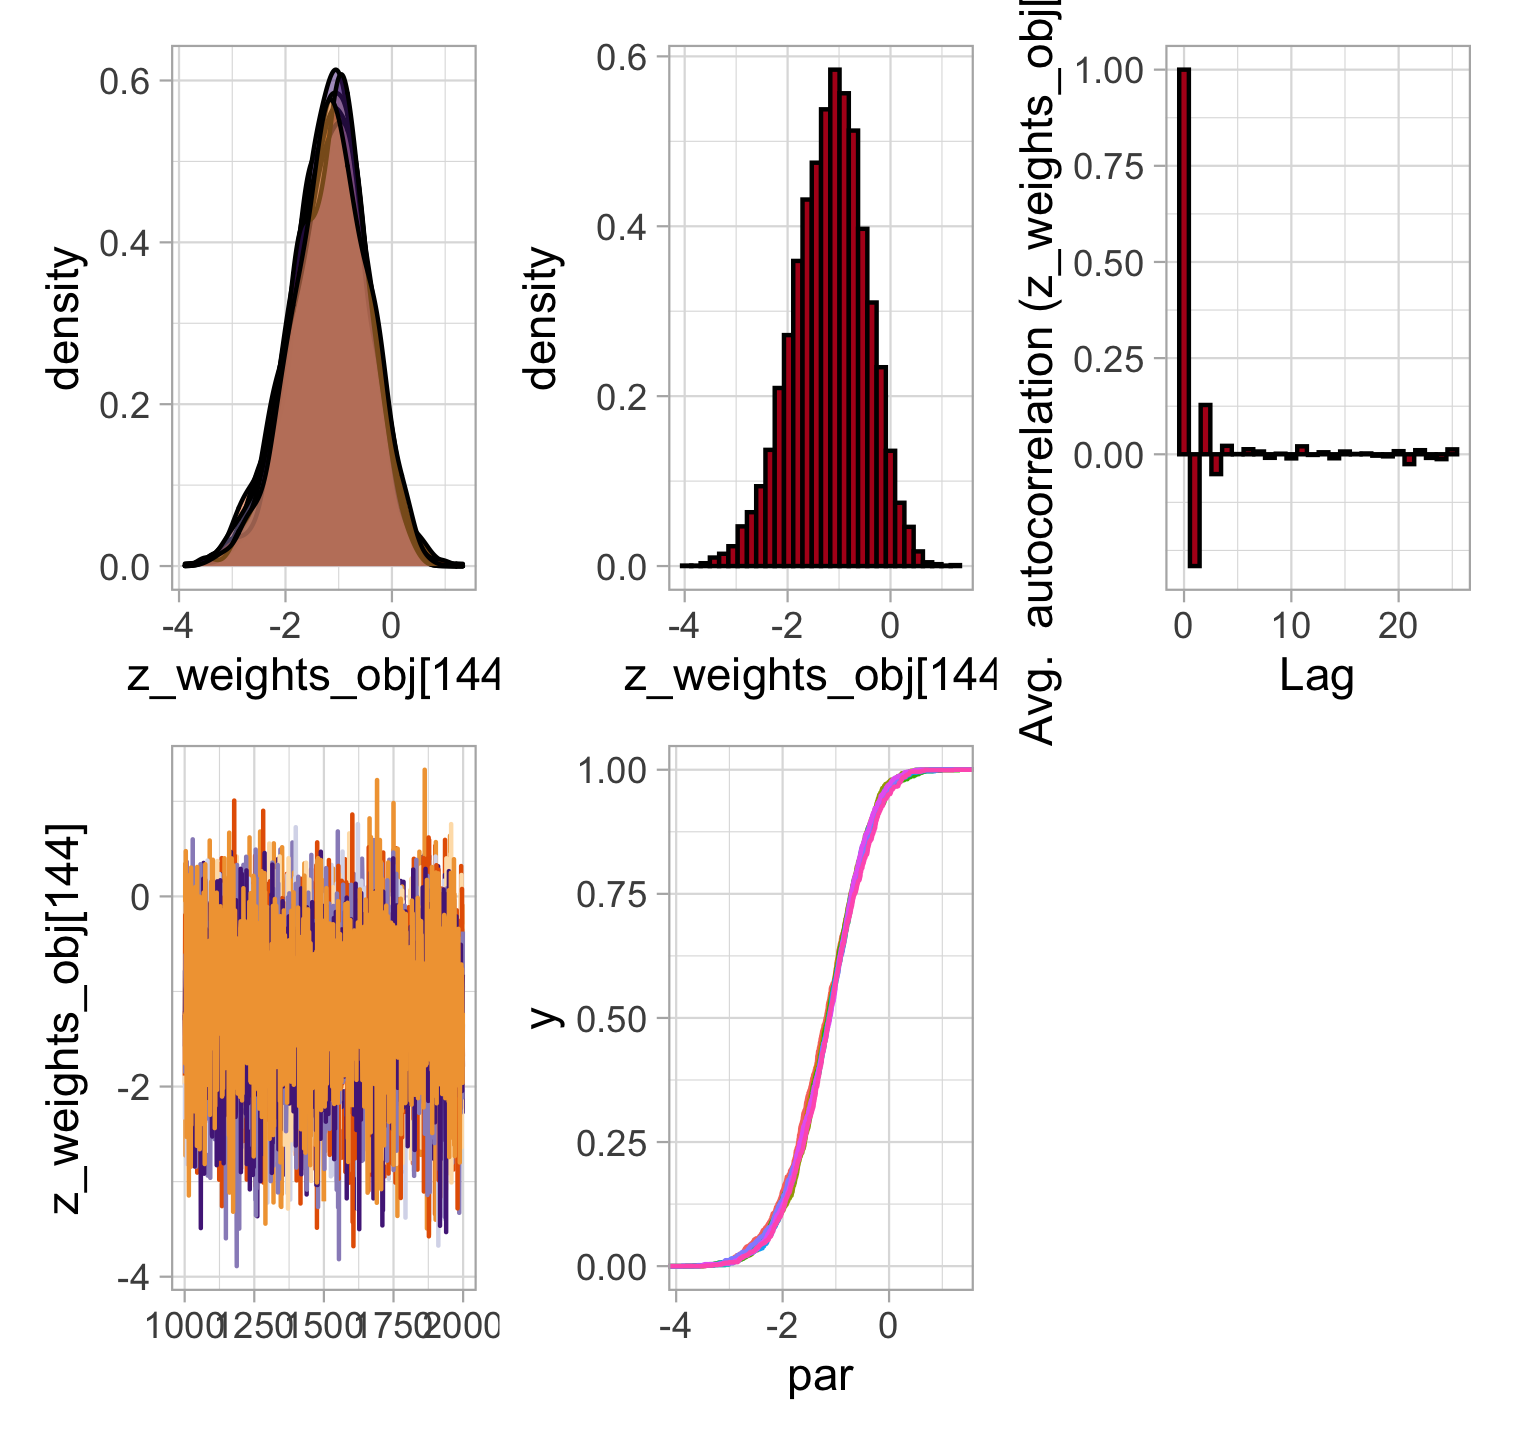 density
0.6
0.4
0.2
0.0
-4 -2 0
z_weights_obj[144
density
0.6
0.4
0.2
0.0
-4 -2 0
z_weights_obj[144
Avg. autocorrelation (z_weights_obj[
1.00
0.75
0.50
0.25
0.00
0 10 20
Lag
z_weights_obj[144]
0
-2
-4
1000 1250 1500 1750 2000
y
1.00
0.75
0.50
0.25
0.00
-4 -2 0
par